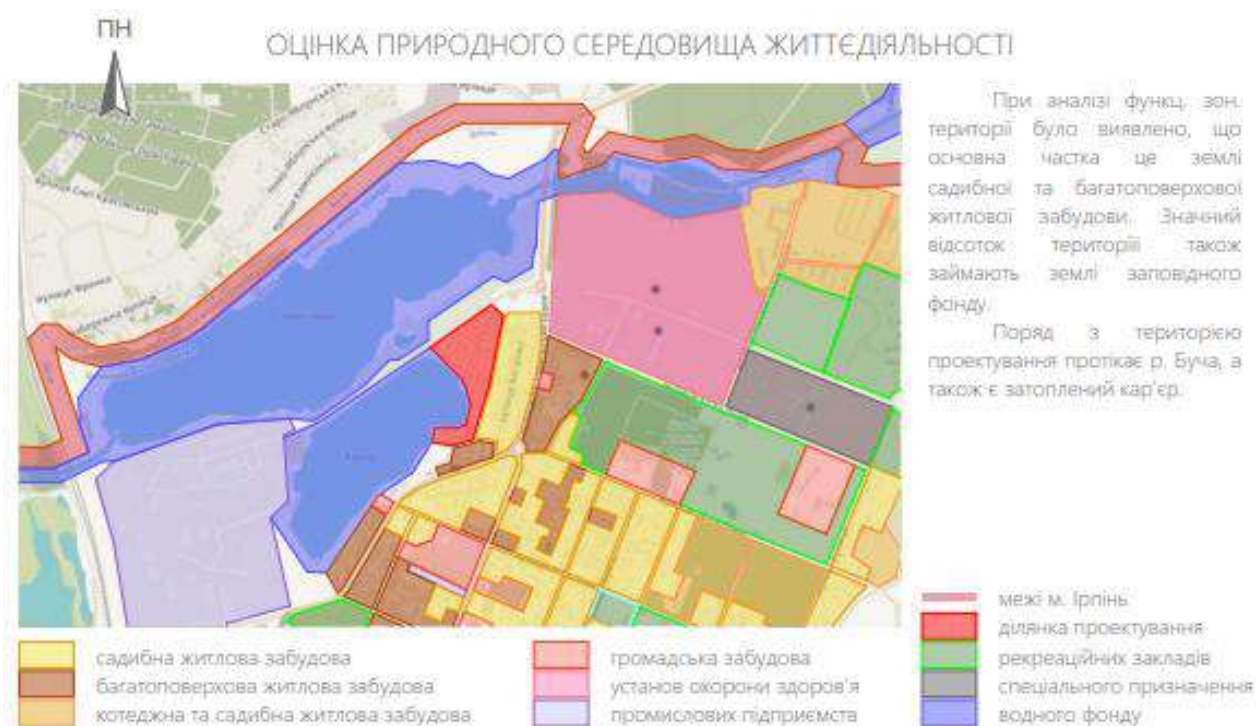 ПН
ОЦІНКА ПРИРОДНОГО СЕРЕДОВИЩА ЖИТТЄДІЯЛЬНОСТІ
При аналізі функц. зон.
території було виявлено, що
основна частка це землі
садибної та багатоповерхової
житлової забудови. Значний
відсоток територіїї також
займають землі заповідного
фонду.
Поряд з територією
проектування протікає р. Буча, а
також є затоплений кар'єр.
межі м. Ірпінь
ділянка проектування
рекреаційних закладів
спеціального призначення
водного фонду
садибна житлова забудова
багатоповерхова житлова забудова
котеджна та садибна житлова забудова
громадська забудова
установ охорони здоров'я
промислових підприємств